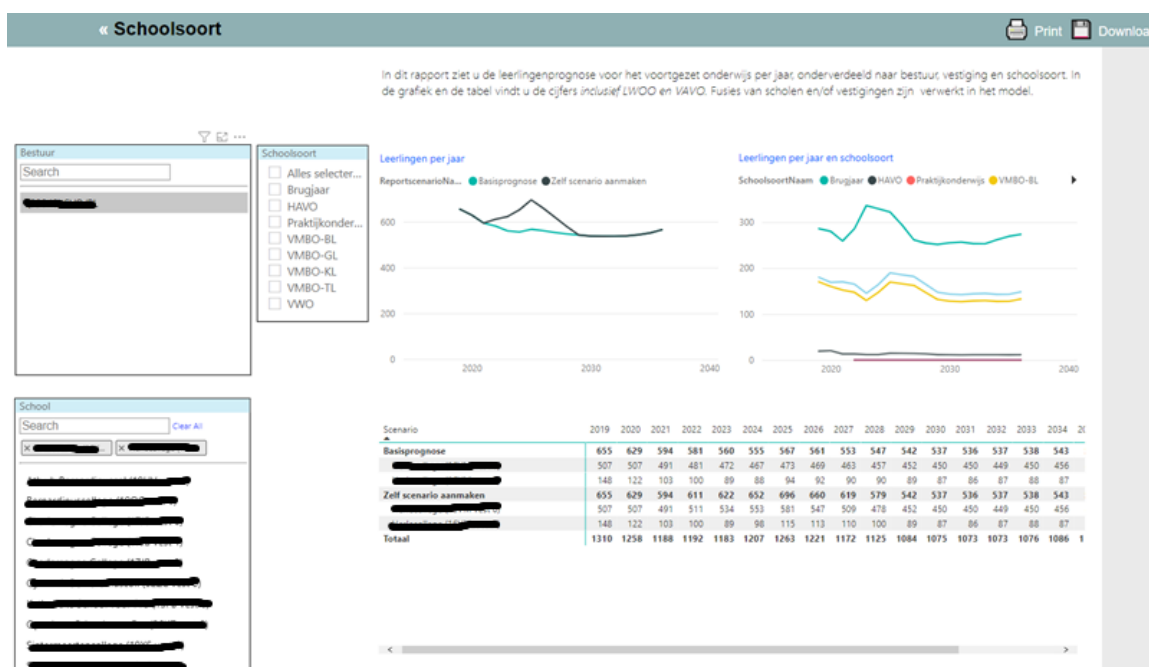 « Schoolsoort
Print
Downloa
In dit rapport ziet u de leerlingenprognose voor het voortgezet onderwijs per jaar, onderverdeeld naar bestuur, vestiging en schoolsoort. In
de grafiek en de tabel vindt u de cijfers inclusief LWOO en VAVO. Fusies van scholen en/of vestigingen zijn verwerkt in het model.
Bestuur
Search
Schoolsoort
Alles selecter...
Brugjaar
HAVO
Praktijkonder...
VMBO-BL
VMBO-GL
VMBO-KL
VMBO-TL
VWO
Leerlingen per jaar
ReportscenarioNa... Basisprognose Zelf scenario aanmaken
600
400
200
0
2020 2030 2040
Leerlingen per jaar en schoolsoort
SchoolsoortNaam Brugjaar HAVO Praktijkonderwijs VMBO-BL
300
200
100
0
2020 2030 2040
School
Search
Clear All
Scenario 2019 2020 2021 2022 2023 2024 2025 2026 2027 2028 2029 2030 2031 2032 2033 2034 20
Basisprognose 655 629 594 581 560 555 567 561 553 547 542 537 536 537 538 543
507 507 491 481 472 467 473 469 463 457 452 450 450 449 450 456
148 122 103 100 89 88 94 92 90 90 89 87 86 87 88 87
Zelf scenario aanmaken 655 629 594 611 622 652 696 660 619 579 542 537 536 537 538 543
507 507 491 511 534 553 581 547 509 478 452 450 450 449 450 456
148 122 103 100 89 98 115 113 110 100 89 87 86 87 88 87
Totaal 1310 1258 1188 1192 1183 1207 1263 1221 1172 1125 1084 1075 1073 1073 1076 1086 1